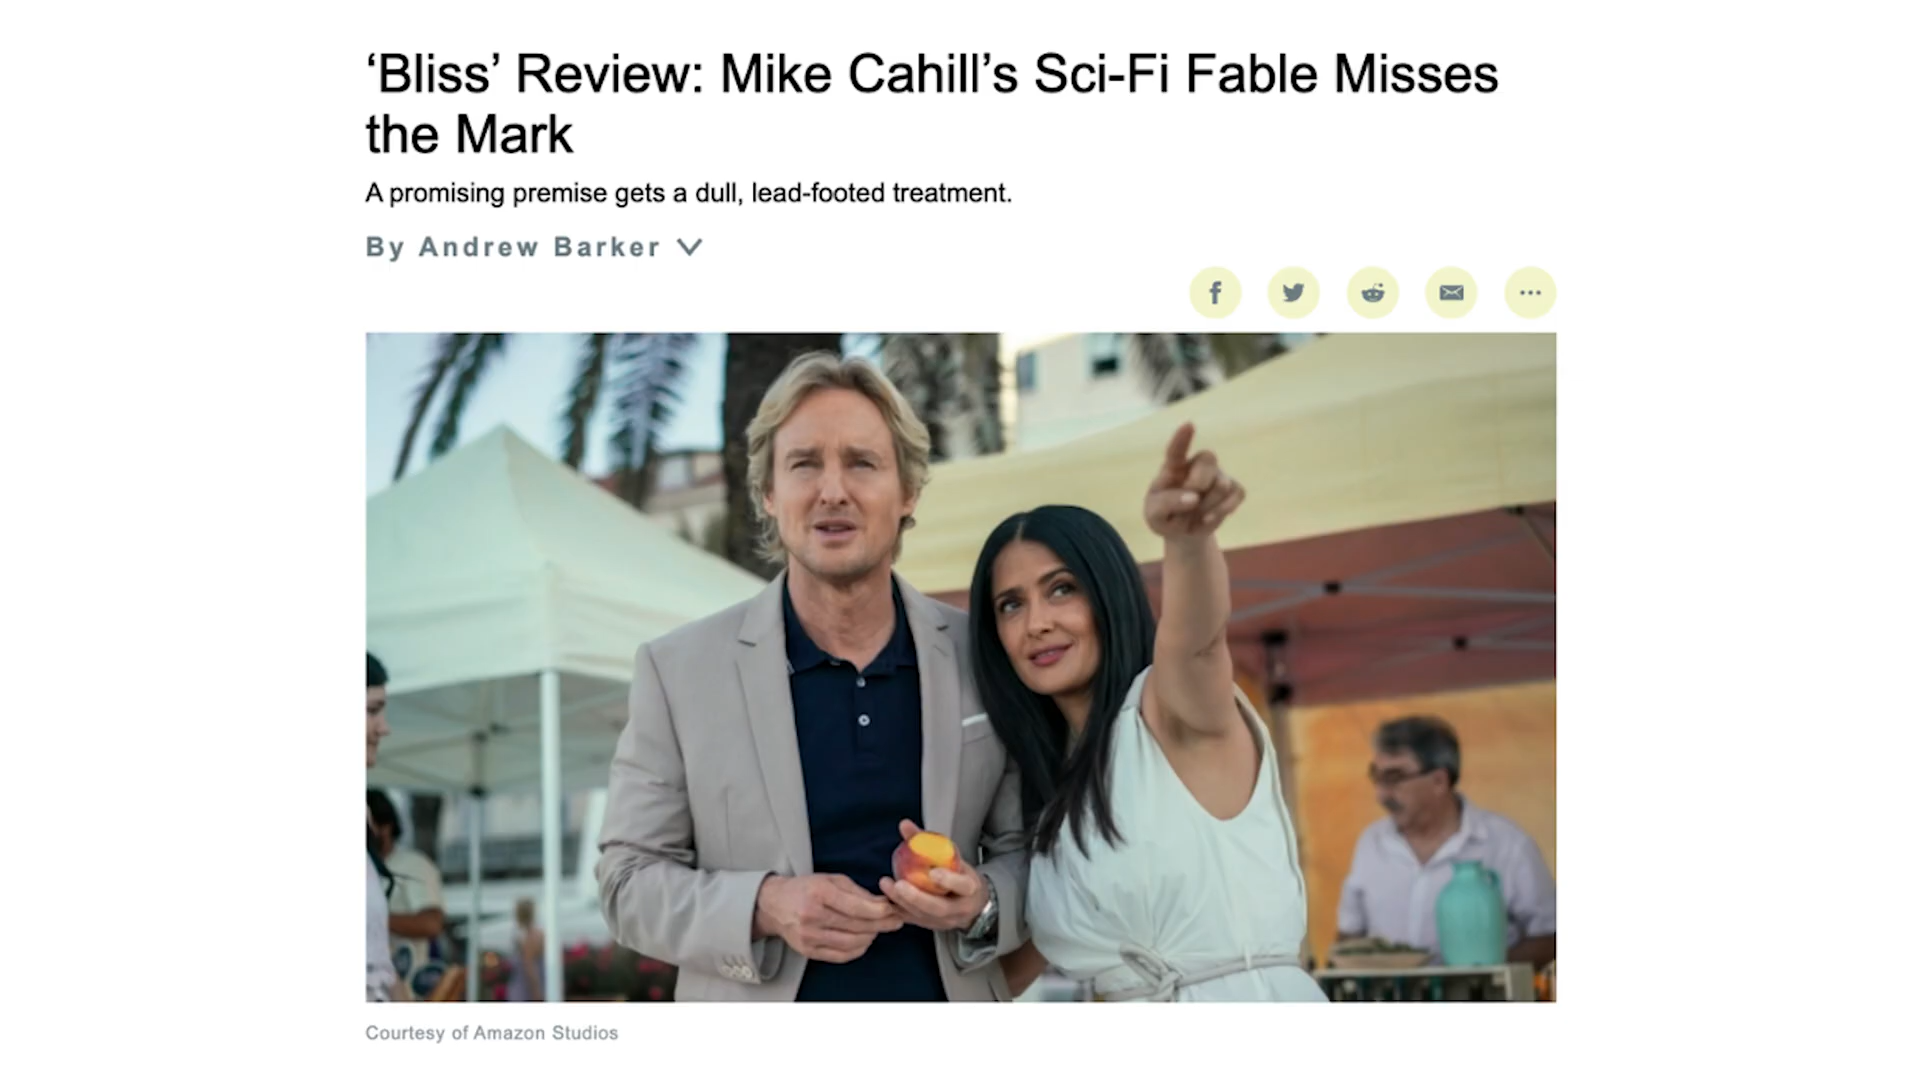 ‘Bliss’ Review: Mike Cahill’s Sci-Fi Fable Misses
the Mark
A promising premise gets a dull, lead-footed treatment.
By Andrew Barker
Courtesy of Amazon Studios